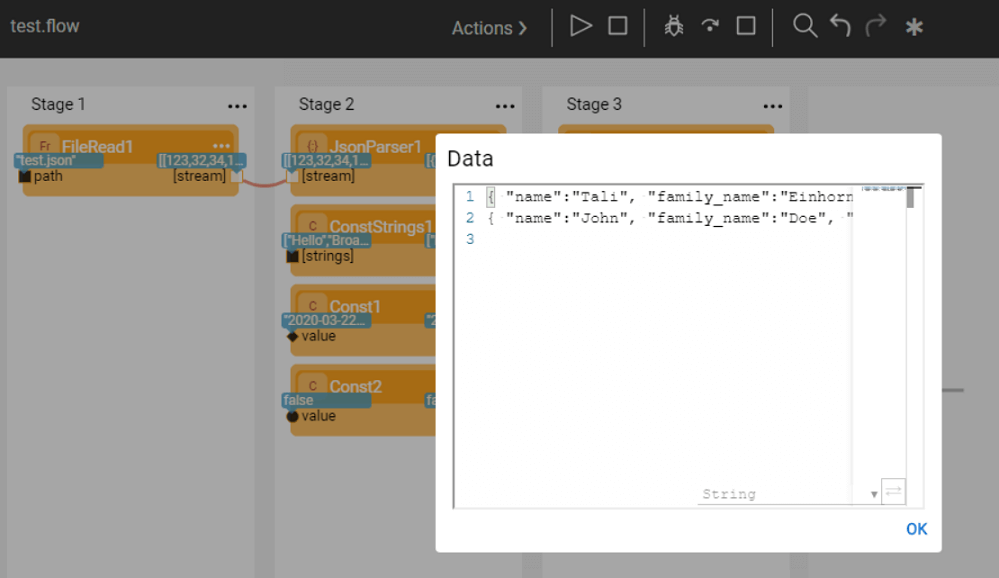 test.flow
Actions
Stage 1
Stage 2
Stage 3
Fr FileRead1
"test.json"
[[123,32,34,1...
path
[stream]
{:} JsonParser1
[[123,32,34,1...
[{
[stream]
C ConstStrings1
["Hello","Broa...
["
[strings]
C Const1
"2020-03-22...
"2
value
C Const2
false
fa
value
Data
1 { "name":"Tali", "family_name":"Einhorn
2 { "name":"John", "family_name":"Doe", "
3
String
OK